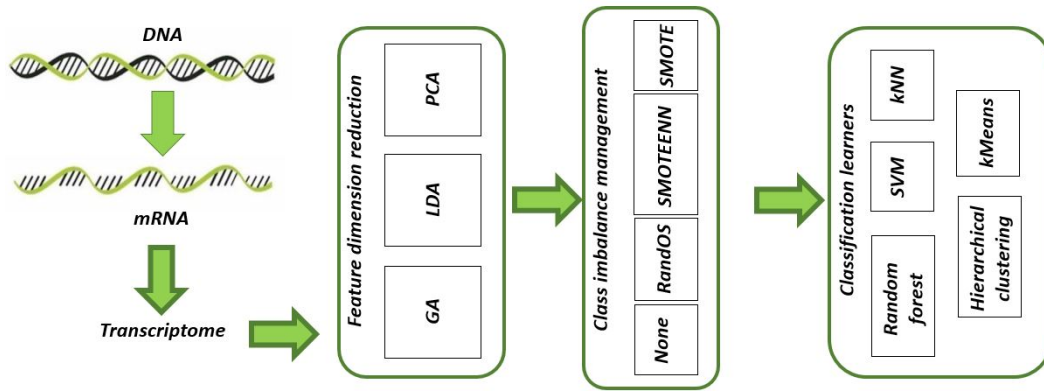 DNA
mRNA
Transcriptome
Feature dimension reduction
PCA
LDA
GA
Class imbalance management
SMOTE
SMOTEENN
RandOS
None
Classification learners
kNN
SVM
Random
forest
kMeans
Hierarchical
clustering